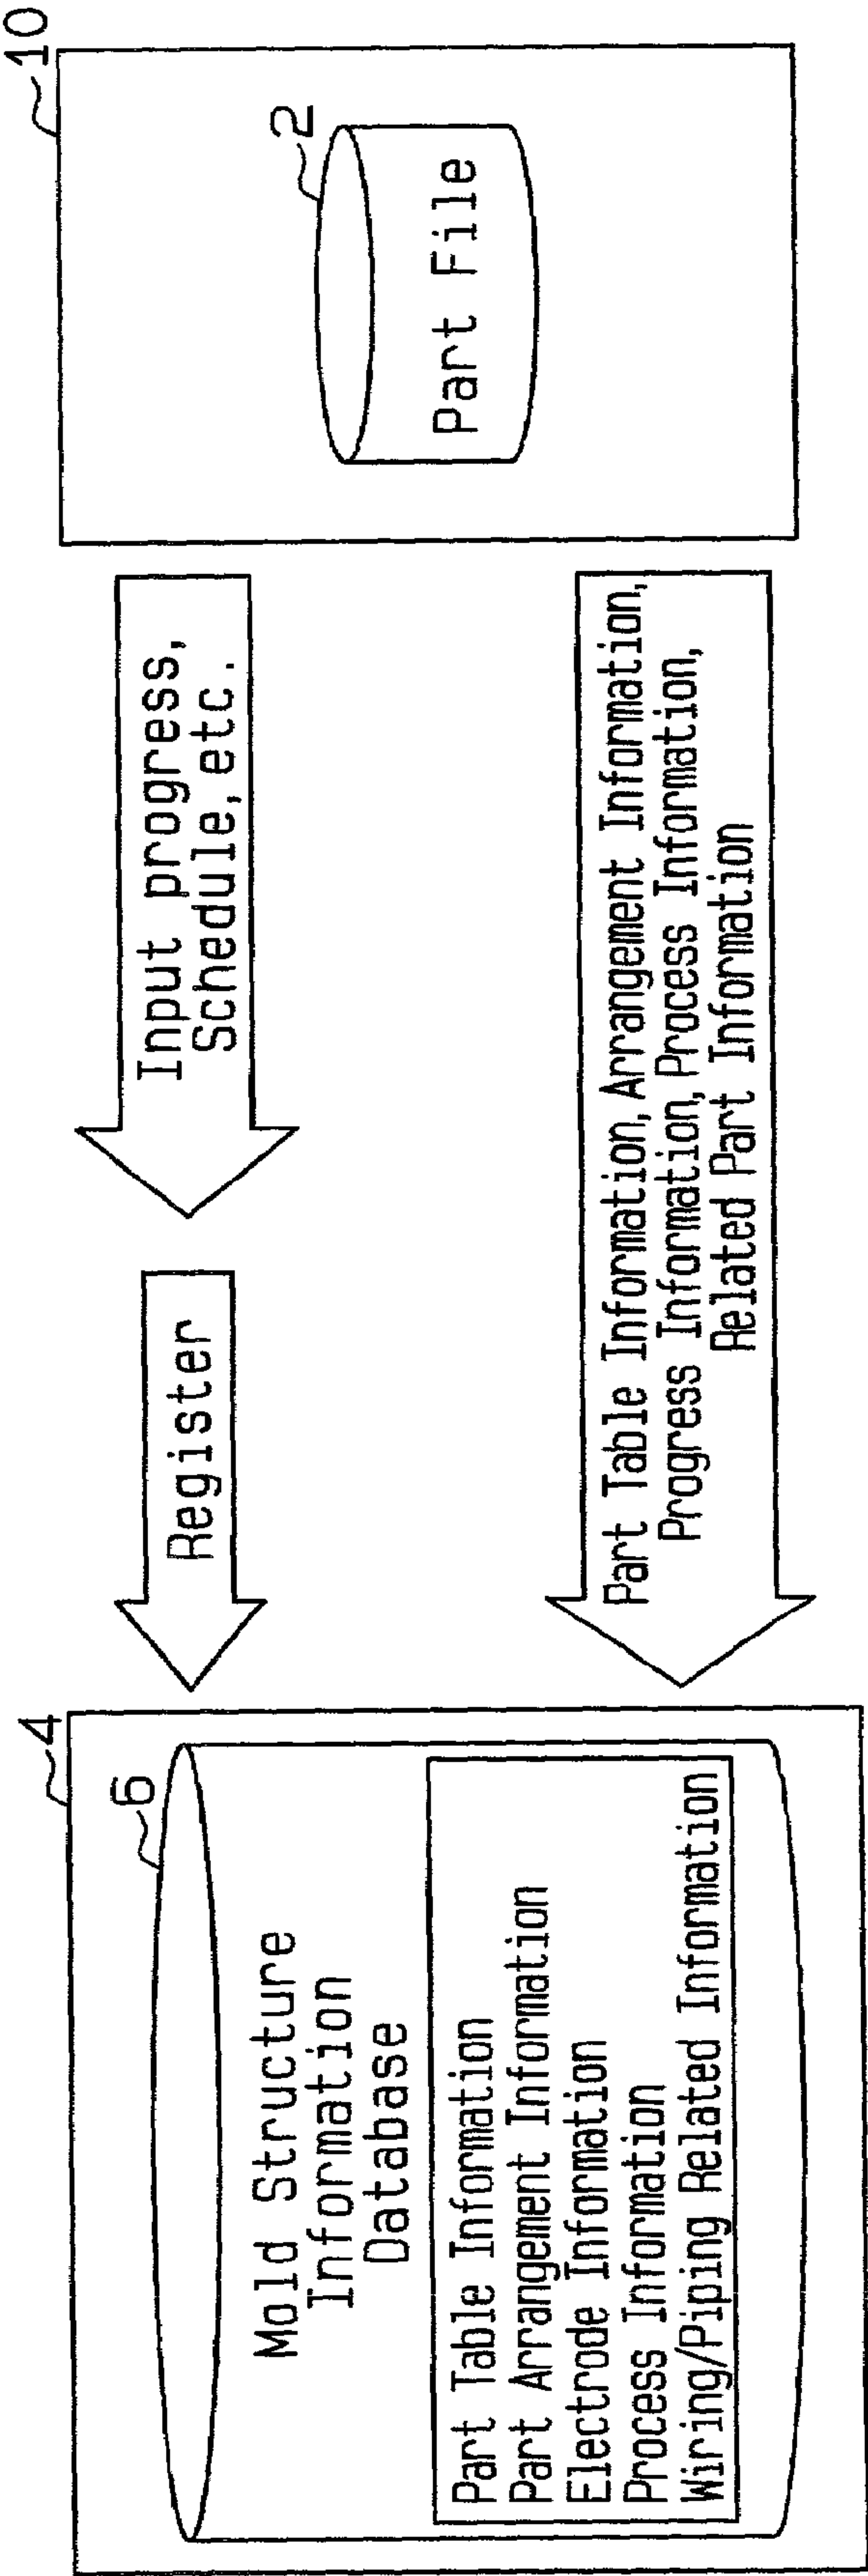 4
6
Mold Structure
Information
Database
Part Table Information
Part Arrangement Information
Electrode Information
Process Information
Wiring/Piping Related Information
Register
Input progress,
Schedule, etc.
Part Table Information, Arrangement Information,
Progress Information, Process Information,
Related Part Information
10
2
Part File